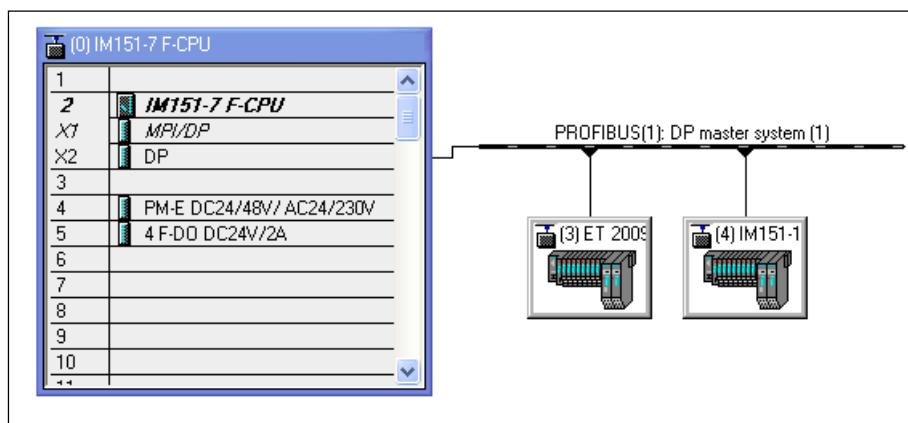 (0) IM151-7 F-CPU
1
2 IM151-7 F-CPU
X1 MPI/DP
X2 DP
3
4 PM-E DC24/48V/ AC24/230V
5 4 F-DO DC24V/2A
6
7
8
9
10
PROFIBUS(1): DP master system (1)
(3) ET 200S
(4) IM151-1